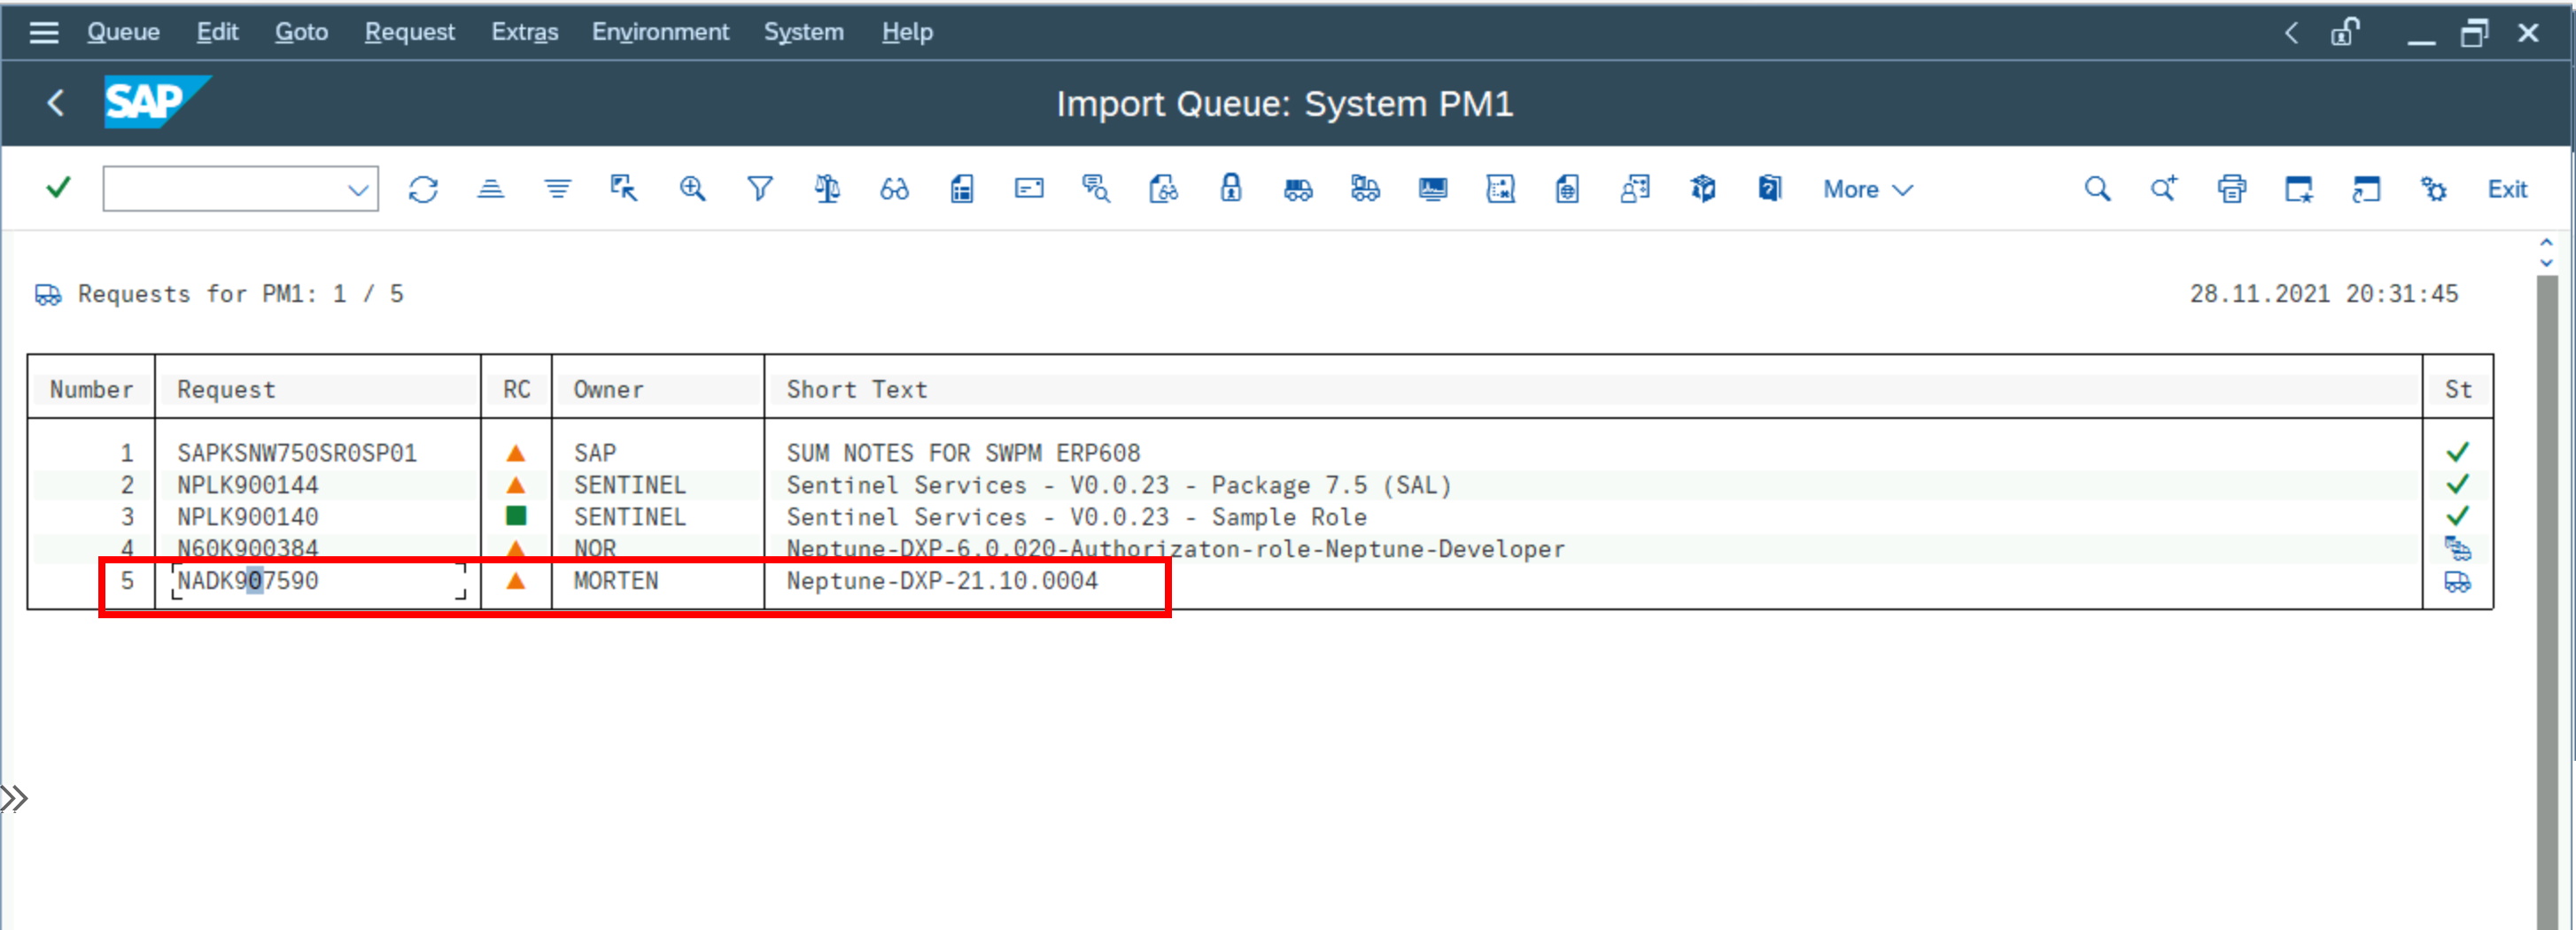 Queue Edit Goto Request Extras Environment System Help
SAP Import Queue: System PM1
More Exit
Requests for PM1: 1 / 5 28.11.2021 20:31:45
Number Request RC Owner Short Text St
1 SAPKSNW750SR0SP01 SAP SUM NOTES FOR SWPM ERP608
2 NPLK900144 SENTINEL Sentinel Services - V0.0.23 - Package 7.5 (SAL)
3 NPLK900140 SENTINEL Sentinel Services - V0.0.23 - Sample Role
4 N60K900384 NOR Neptune-DXP-6.0.020-Authorizaton-role-Neptune-Developer
5 NADK907590 MORTEN Neptune-DXP-21.10.0004